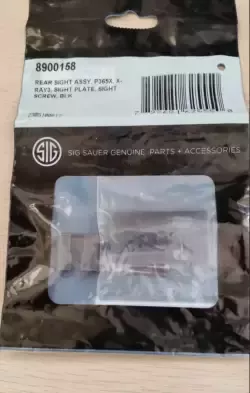 8900158
REAR SIGHT ASSY, P365X, X-
RAY3, SIGHT PLATE, SIGHT
SCREW, BLK
SIG
SIG SAUER GENUINE PARTS + ACCESSORIES